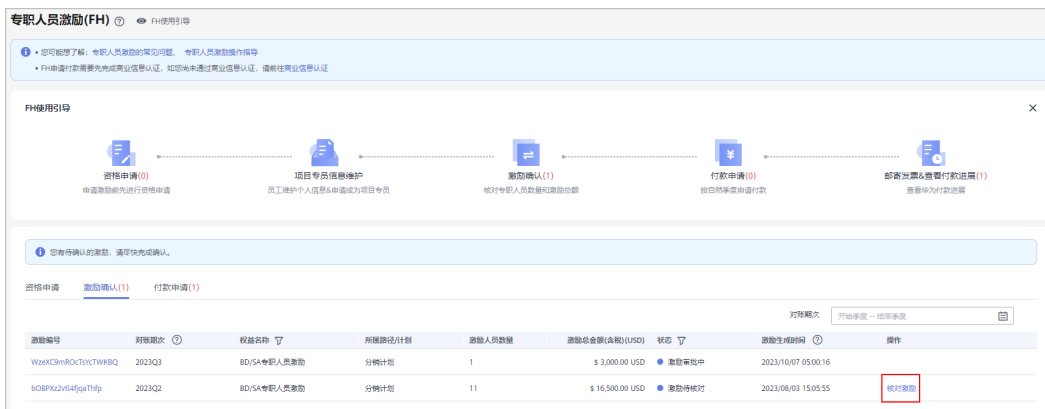 专职人员激励(FH) ? FH使用引导
• 您可能想了解：专职人员激励的常见问题、 专职人员激励操作指导
• FH申请付款需要先完成商业信息认证，如您尚未通过商业信息认证，请前往商业信息认证
FH使用引导
资格申请(0) 项目专员信息维护 激励确认(1) 付款申请(0) 邮寄发票&查看付款进展(1)
申请激励前先进行资格申请 员工维护个人信息&申请成为项目专员 核对专职人员数量和激励总额 按自然季度申请付款 查看华为付款进展
您有待确认的激励，请尽快完成确认。
资格申请 激励确认(1) 付款申请(1)
对账期次 开始季度 – 结束季度
激励编号 对账期次 ? 权益名称 所属路径/计划 激励人员数量 激励总金额(含税)(USD) 状态 激励生成时间 ? 操作
WzeXC9mROcTsYcTWKBQ 2023Q3 BD/SA专职人员激励 分销计划 1 $ 3,000.00 USD 激励审批中 2023/10/07 05:00:16
bOBPXz2vtl4fjqaThfp 2023Q2 BD/SA专职人员激励 分销计划 11 $ 16,500.00 USD 激励待核对 2023/08/03 15:05:55 核对激励